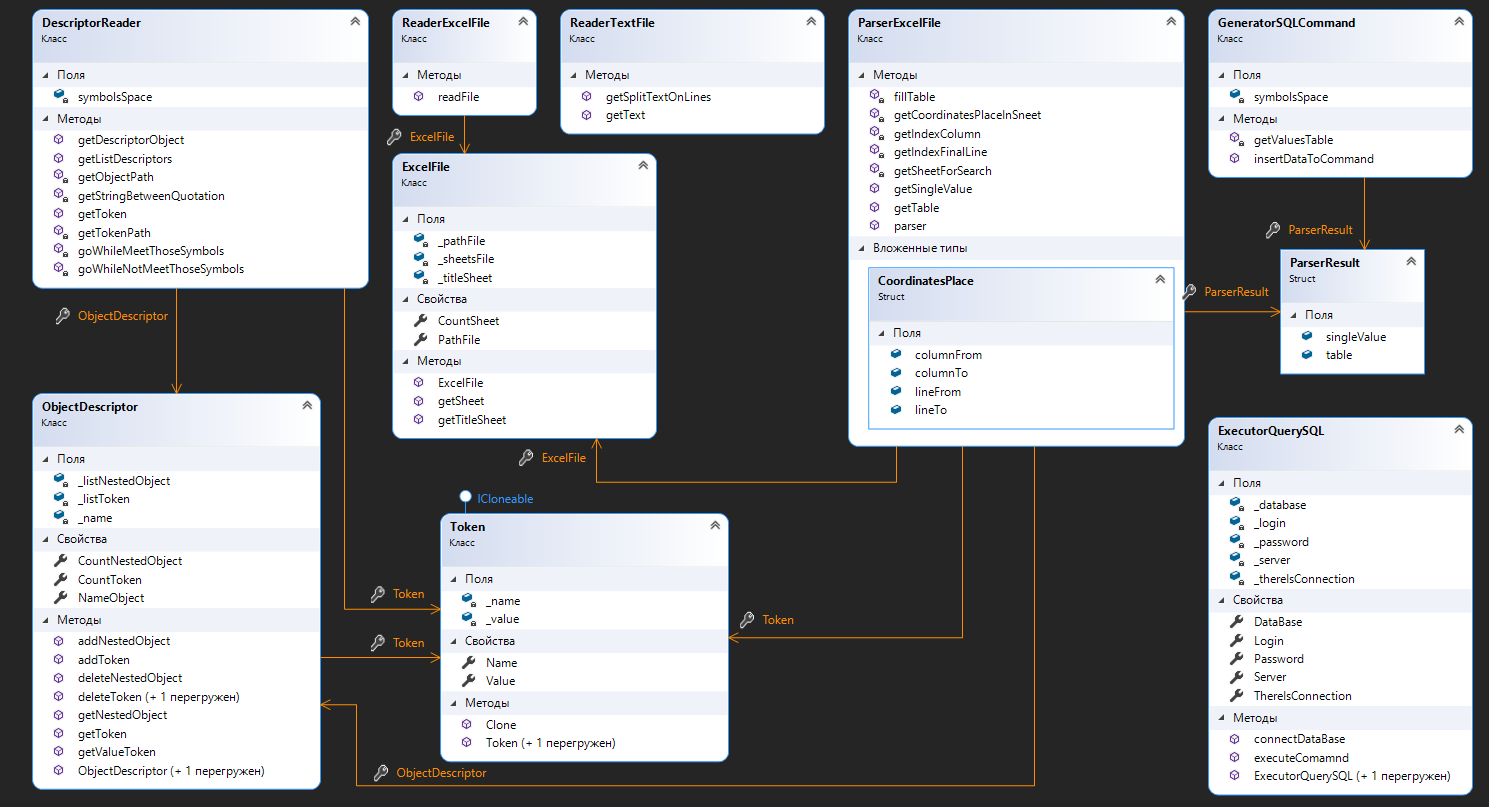 DescriptorReader
Класс
Поля
symbolsSpace
Методы
getDescriptorObject
getListDescriptors
getObjectPath
getStringBetweenQuotation
getToken
getTokenPath
goWhileMeetThoseSymbols
goWhileNotMeetThoseSymbols
ObjectDescriptor
ReaderExcelFile
Класс
Методы
readFile
ExcelFile
ReaderTextFile
Класс
Методы
getSplitTextOnLines
getText
ExcelFile
Класс
Поля
_pathFile
_sheetsFile
_titleSheet
Свойства
CountSheet
PathFile
Методы
ExcelFile
getSheet
getTitleSheet
ExcelFile
ParserExcelFile
Класс
Методы
fillTable
getCoordinatesPlaceInSneet
getIndexColumn
getIndexFinalLine
getSheetForSearch
getSingleValue
getTable
parser
Вложенные типы
CoordinatesPlace
Struct
Поля
columnFrom
columnTo
lineFrom
lineTo
GeneratorSQLCommand
Класс
Поля
symbolsSpace
Методы
getValuesTable
insertDataToCommand
ParserResult
ParserResult
ParserResult
Struct
Поля
singleValue
table
ObjectDescriptor
Класс
Поля
_listNestedObject
_listToken
_name
Свойства
CountNestedObject
CountToken
NameObject
Методы
addNestedObject
addToken
deleteNestedObject
deleteToken (+ 1 перегружен)
getNestedObject
getToken
getValueToken
ObjectDescriptor (+ 1 перегружен)
Token
Token
ICloneable
Token
Класс
Поля
_name
_value
Свойства
Name
Value
Методы
Clone
Token (+ 1 перегружен)
Token
ObjectDescriptor
ExecutorQuerySQL
Класс
Поля
_database
_login
_password
_server
_thereIsConnection
Свойства
DataBase
Login
Password
Server
ThereIsConnection
Методы
connectDataBase
executeComamnd
ExecutorQuerySQL (+ 1 перегружен)